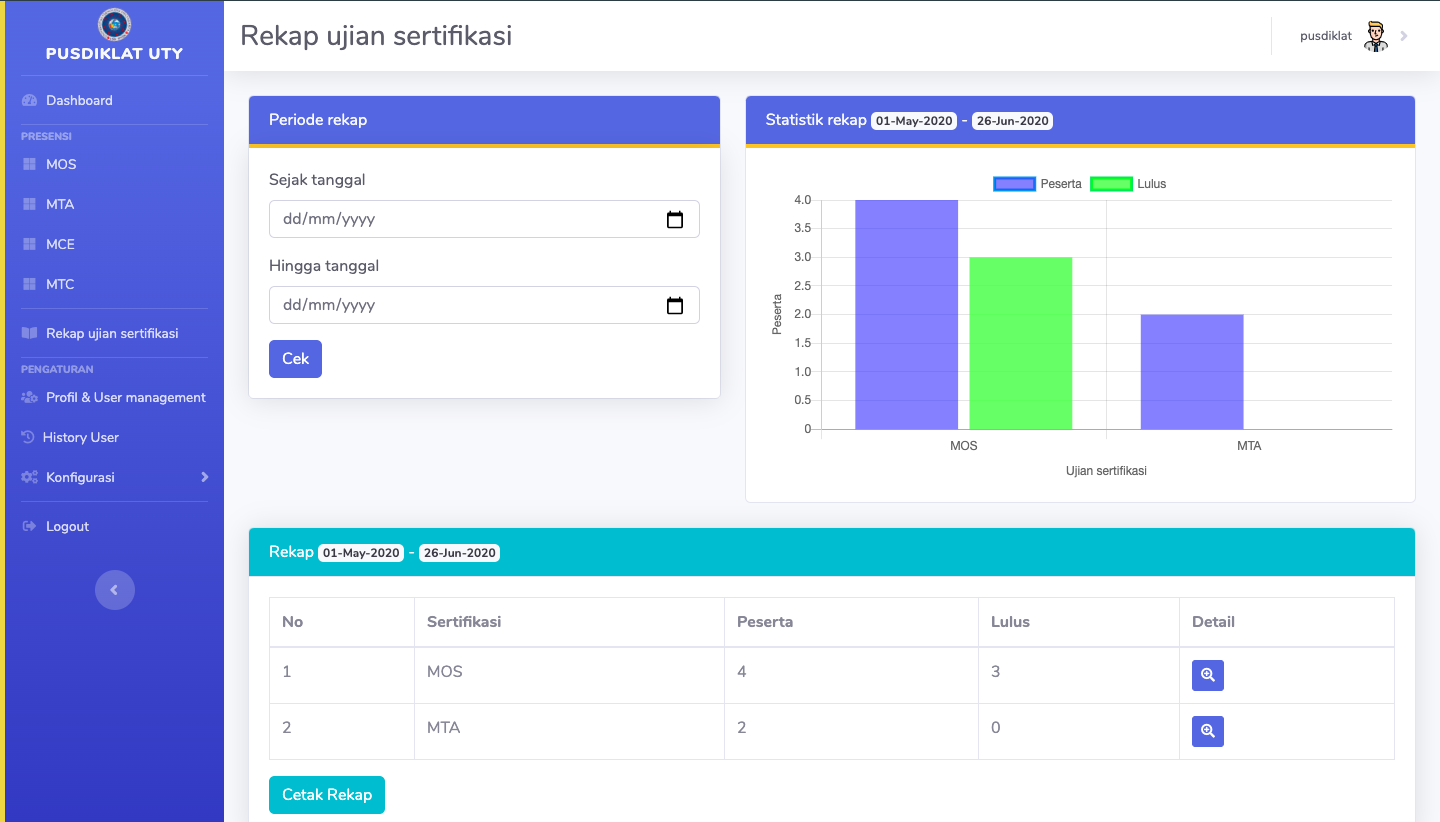 PUSDIKLAT UTY
Dashboard
PRESENSI
MOS
MTA
MCE
MTC
Rekap ujian sertifikasi
PENGATURAN
Profil & User management
History User
Konfigurasi
Logout
Rekap ujian sertifikasi
pusdiklat
Periode rekap
Sejak tanggal
dd/mm/yyyy
Hingga tanggal
dd/mm/yyyy
Cek
Statistik rekap 01-May-2020 - 26-Jun-2020
Peserta Lulus
4.0
3.5
3.0
2.5
2.0
1.5
1.0
0.5
0
Peserta
MOS MTA
Ujian sertifikasi
Rekap 01-May-2020 - 26-Jun-2020
No Sertifikasi Peserta Lulus Detail
1 MOS 4 3
2 MTA 2 0
Cetak Rekap